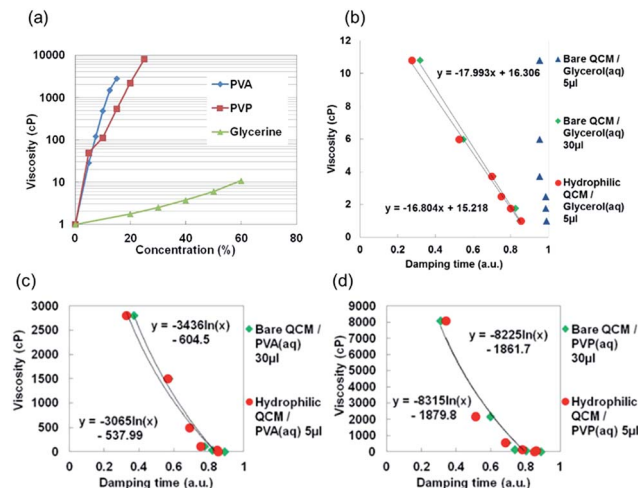 (a)
Viscosity (cP)
10000
1000
100
10
1
0 20 40 60 80
Concentration (%)
PVA
PVP
Glycerine
(b)
Viscosity (cP)
12
10
8
6
4
2
0
0 0.2 0.4 0.6 0.8 1
Damping time (a.u.)
y = -17.993x + 16.306
y = -16.804x + 15.218
Bare QCM /
Glycerol(aq)
5µl
Bare QCM /
Glycerol(aq)
30µl
Hydrophilic
QCM /
Glycerol(aq)
5µl
(c)
Viscosity (cP)
3000
2500
2000
1500
1000
500
0
0 0.2 0.4 0.6 0.8 1
Damping time (a.u.)
y = -3436ln(x)
- 604.5
y = -3065ln(x)
- 537.99
Bare QCM /
PVA(aq)
30µl
Hydrophilic
QCM /
PVA(aq) 5µl
(d)
Viscosity (cP)
9000
8000
7000
6000
5000
4000
3000
2000
1000
0
0 0.2 0.4 0.6 0.8 1
Damping time (a.u.)
y = -8225ln(x)
- 1861.7
y = -8315ln(x)
- 1879.8
Bare QCM /
PVP(aq)
30µl
Hydrophilic
QCM /
PVP(aq) 5µl